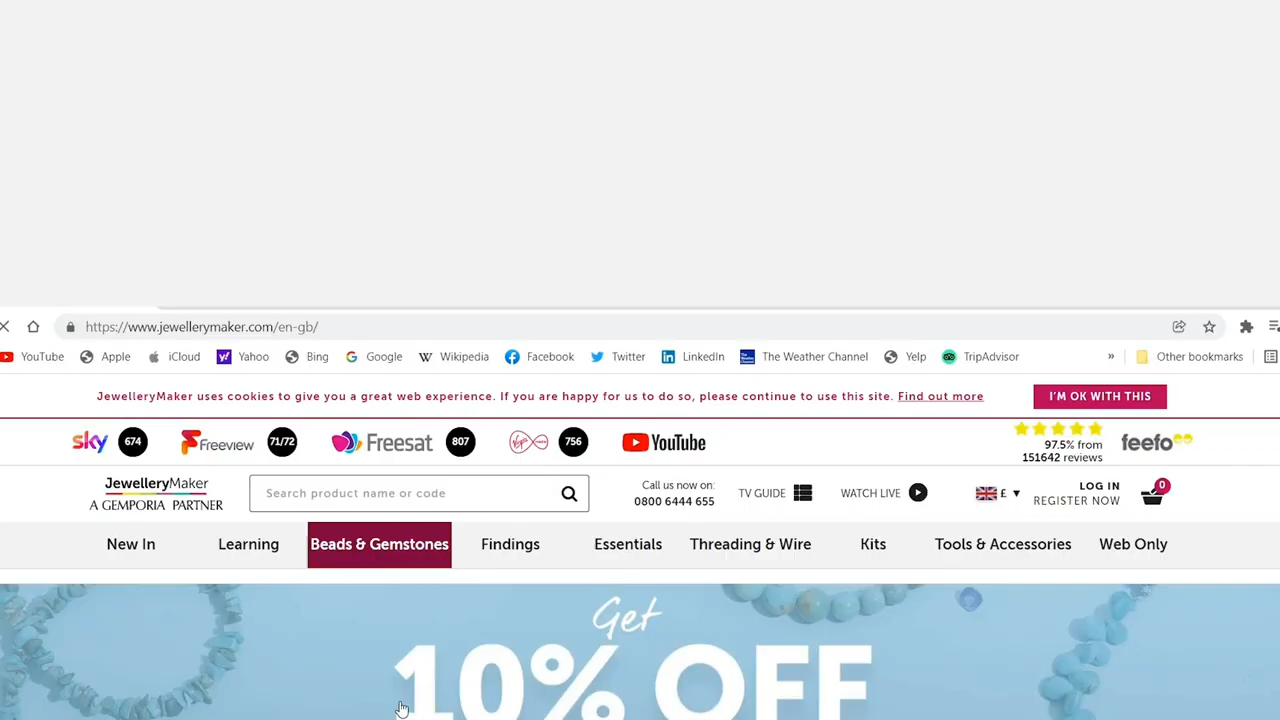 https://www.jewellerymaker.com/en-gb/
YouTube Apple iCloud Yahoo Bing Google Wikipedia Facebook Twitter LinkedIn The Weather Channel Yelp TripAdvisor » Other bookmarks
JewelleryMaker uses cookies to give you a great web experience. If you are happy for us to do so, please continue to use this site. Find out more I'M OK WITH THIS
sky 674 Freeview 71/72 Freesat 807 Virgin media 756 YouTube
97.5% from
151642 reviews
feefo
JewelleryMaker
A GEMPORIA PARTNER
Search product name or code
Call us now on:
0800 6444 655
TV GUIDE
WATCH LIVE
£
LOG IN
REGISTER NOW
0
New In Learning Beads & Gemstones Findings Essentials Threading & Wire Kits Tools & Accessories Web Only
Get
10% OFF